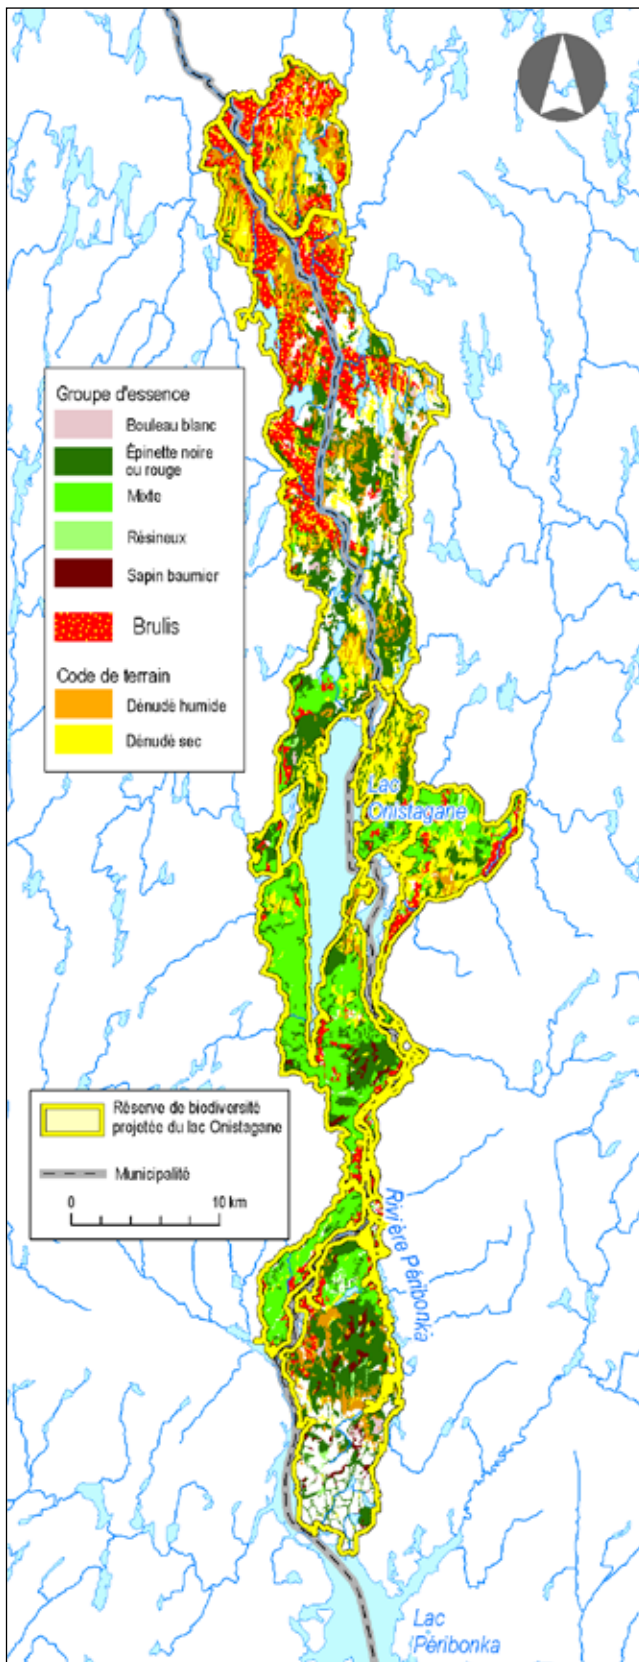 Groupe d'essence
Bouleau blanc
Épinette noire
ou rouge
Mixte
Résineux
Sapin baumier
Brulis
Code de terrain
Dénudé humide
Dénudé sec
Lac
Onistagane
Réserve de biodiversité
projetée du lac Onistagane
Municipalité
0 10 km
Rivière Péribonka
Lac
Péribonka